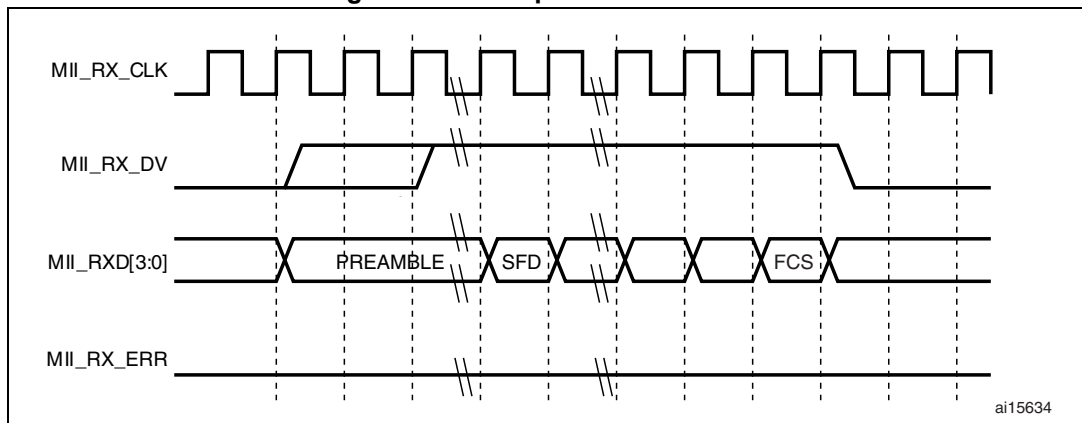 MII_RX_CLK
MII_RX_DV
MII_RXD[3:0]
PREAMBLE
SFD
FCS
MII_RX_ERR
ai15634